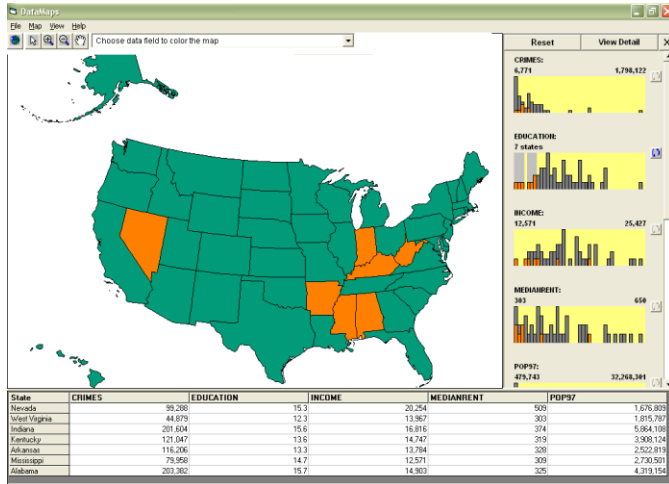 DataMaps
File Map View Help
Choose data field to color the map
Reset View Detail X
CRIMES:
6,771 1,798,122
EDUCATION:
7 states
INCOME:
12,571 25,427
MEDIANRENT:
303 650
POP97:
479,743 32,268,301
State CRIMES EDUCATION INCOME MEDIANRENT POP97
Nevada 99,288 15.3 20,254 509 1,676,809
West Virginia 44,879 12.3 13,967 303 1,815,787
Indiana 201,604 15.6 16,816 374 5,864,108
Kentucky 121,047 13.6 14,747 319 3,908,124
Arkansas 116,206 13.3 13,784 328 2,522,819
Mississippi 79,958 14.7 12,571 309 2,730,501
Alabama 203,382 15.7 14,903 325 4,319,154